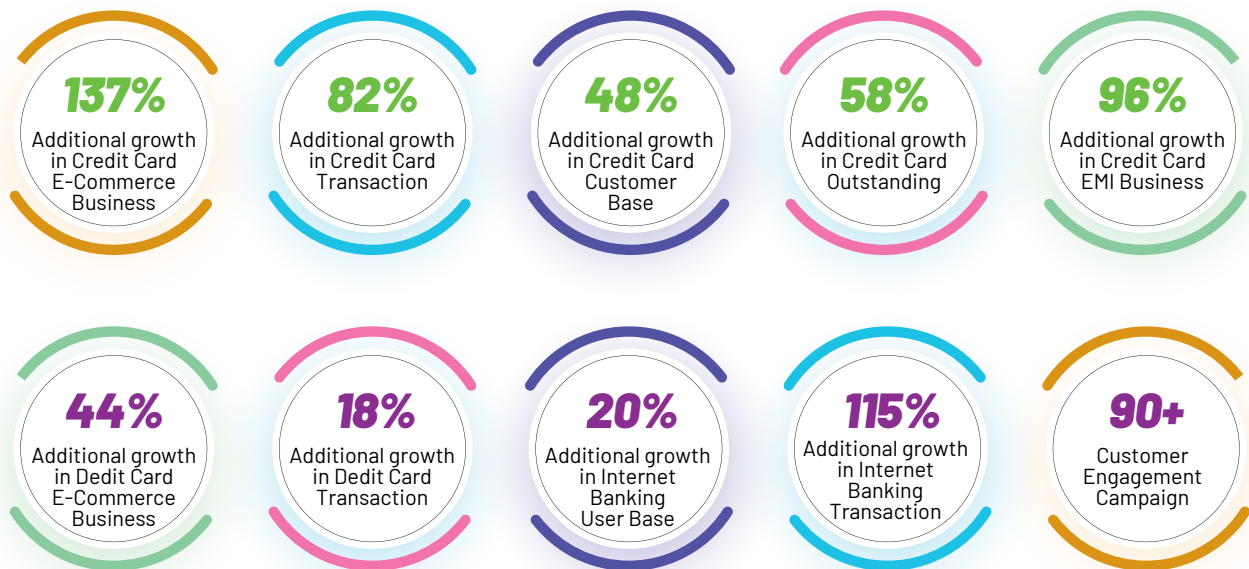 137%
Additional growth
in Credit Card
E-Commerce
Business
82%
Additional growth
in Credit Card
Transaction
48%
Additional growth
in Credit Card
Customer
Base
58%
Additional growth
in Credit Card
Outstanding
96%
Additional growth
in Credit Card
EMI Business
44%
Additional growth
in Dedit Card
E-Commerce
Business
18%
Additional growth
in Dedit Card
Transaction
20%
Additional growth
in Internet
Banking
User Base
115%
Additional growth
in Internet
Banking
Transaction
90+
Customer
Engagement
Campaign